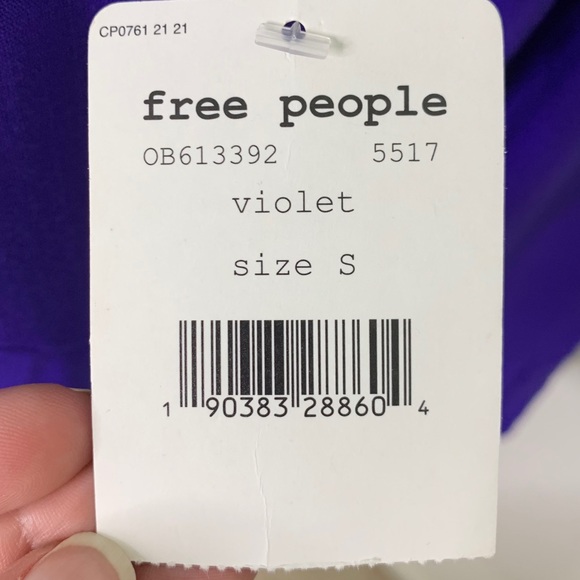 CP0761 21 21
free people
OB613392 5517
violet
size S
1 90383 28860 4